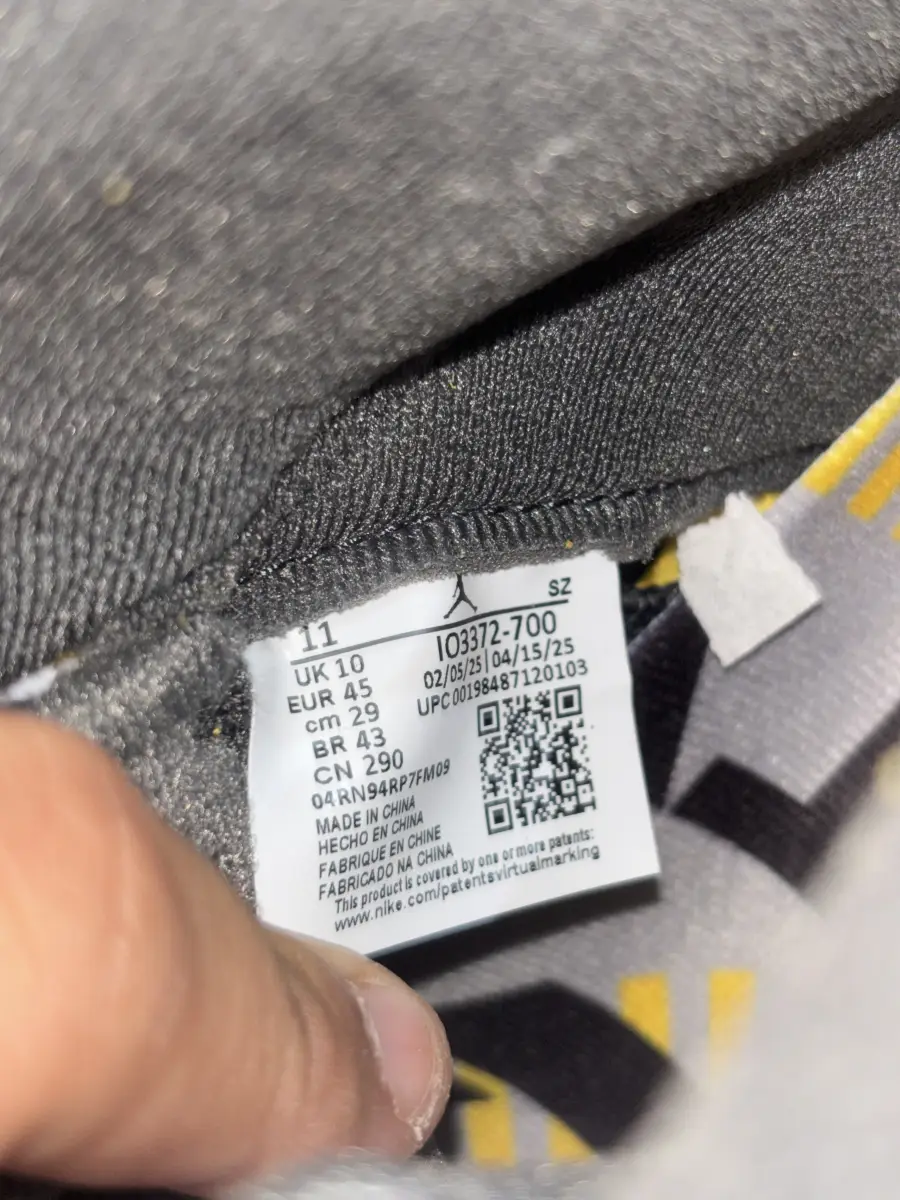 11
SZ
UK 10
EUR 45
cm 29
BR 43
CN 290
IO3372-700
02/05/25 | 04/15/25
UPC 00198487120103
04RN94RP7FM09
MADE IN CHINA
HECHO EN CHINA
FABRIQUE EN CHINE
FABRICADO NA CHINA
This product is covered by one or more patents:
www.nike.com/patentsvirtualmarking